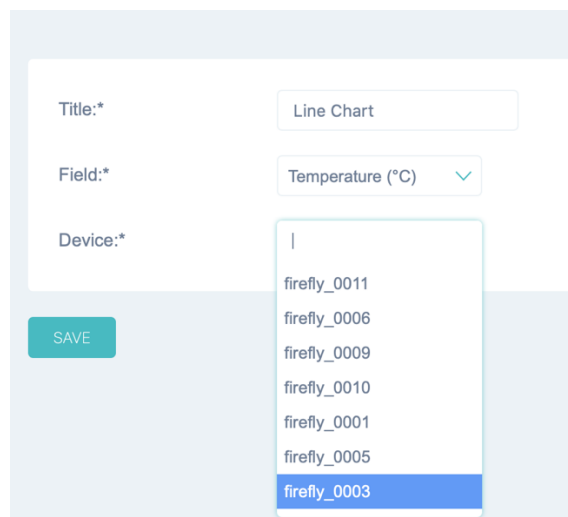 Title:* Line Chart
Field:* Temperature (°C)
Device:*
firefly_0011
firefly_0006
SAVE
firefly_0009
firefly_0010
firefly_0001
firefly_0005
firefly_0003